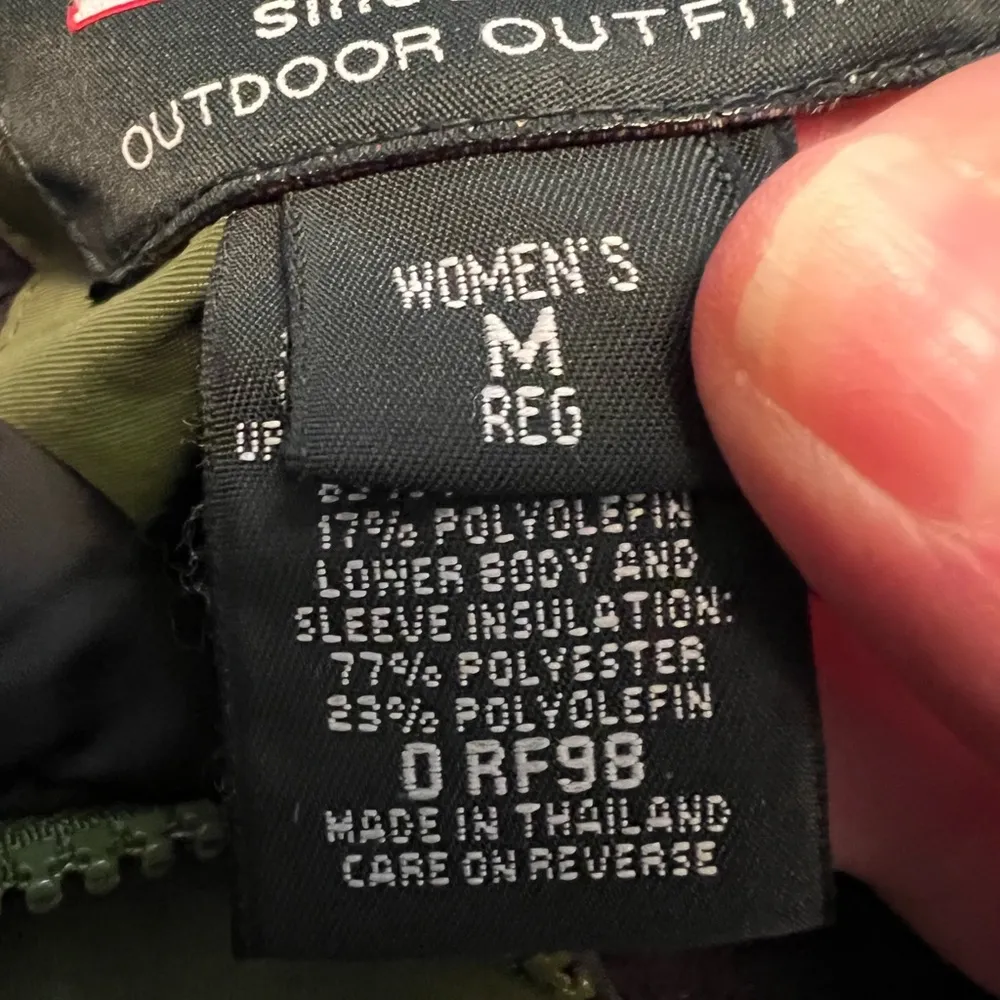 OUTDOOR
WOMEN'S
M
REG
17% POLYOLEFIN
LOWER BODY AND
SLEEVE INSULATION:
77% POLYESTER
23% POLYOLEFIN
0 RF98
MADE IN THAILAND
CARE ON REVERSE